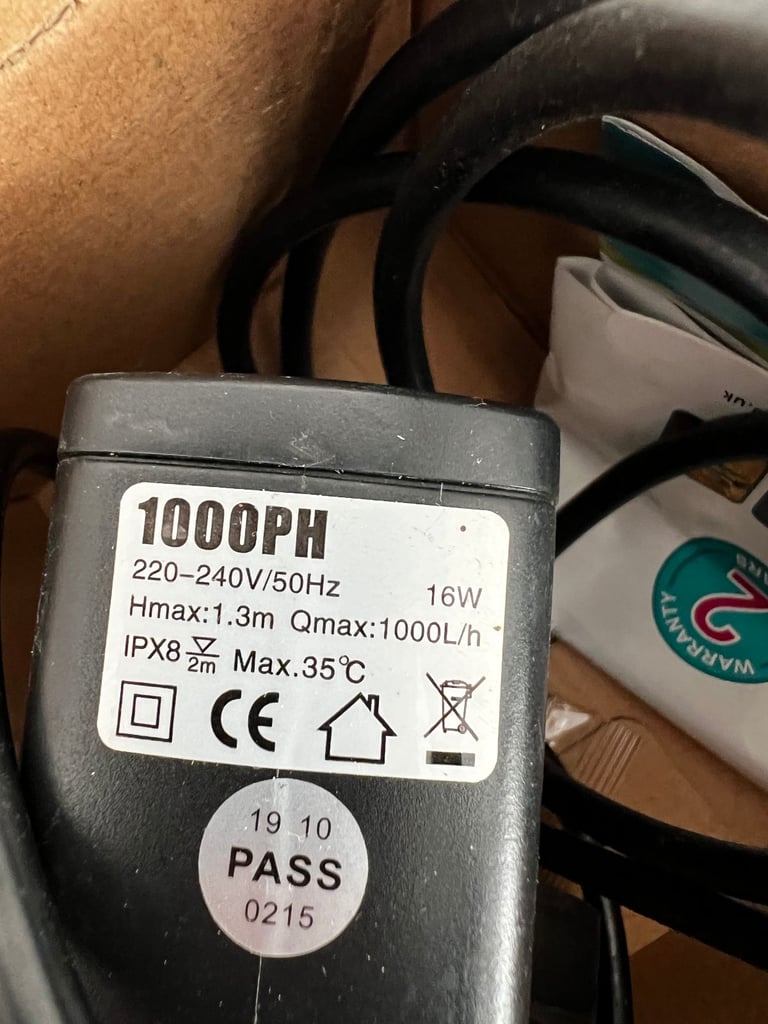 1000PH
220-240V/50Hz 16W
Hmax:1.3m Qmax:1000L/h
IPX8 2m Max.35°C
CE
19 10
PASS
0215
WARRANTY
2